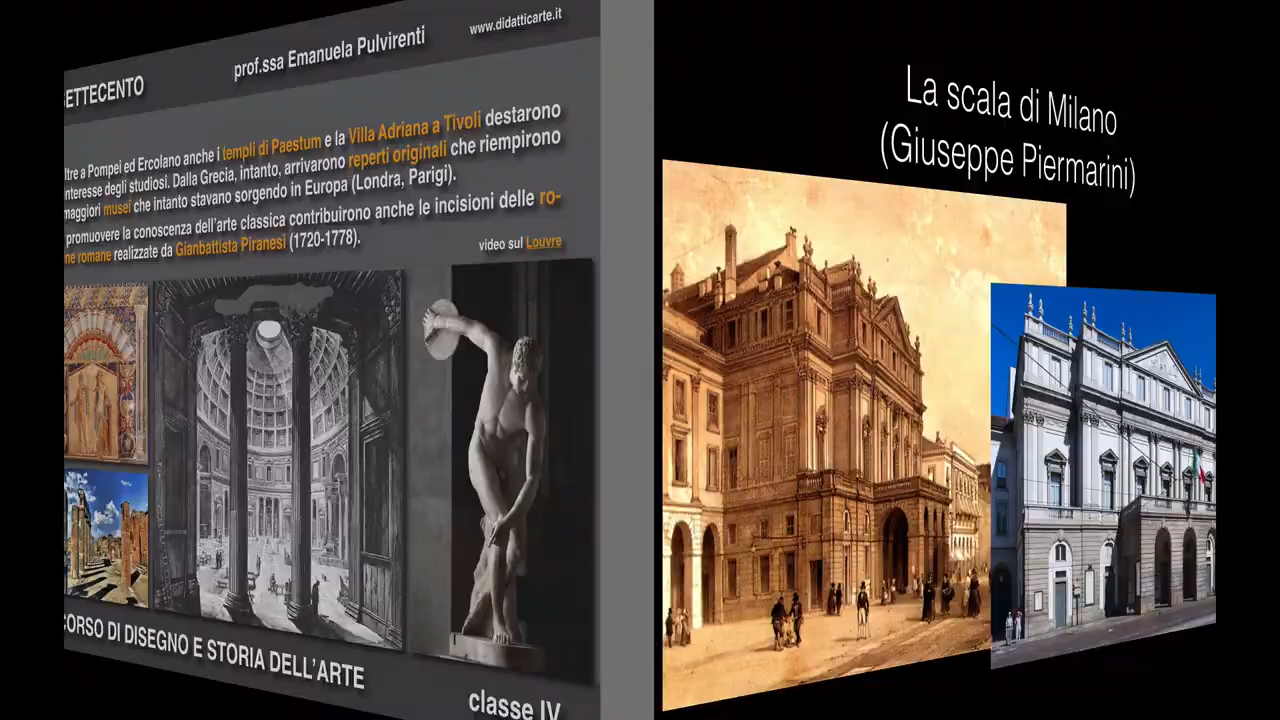 SETTECENTO
prof.ssa Emanuela Pulvirenti
www.didatticarte.it
ltre a Pompei ed Ercolano anche i templi di Paestum e la Villa Adriana a Tivoli destarono
nteresse degli studiosi. Dalla Grecia, intanto, arrivarono reperti originali che riempirono
maggiori musei che intanto stavano sorgendo in Europa (Londra, Parigi).
promuovere la conoscenza dell'arte classica contribuirono anche le incisioni delle ro-
ne romane realizzate da Gianbattista Piranesi (1720-1778).
video sul Louvre
CORSO DI DISEGNO E STORIA DELL'ARTE
classe IV
La scala di Milano
(Giuseppe Piermarini)